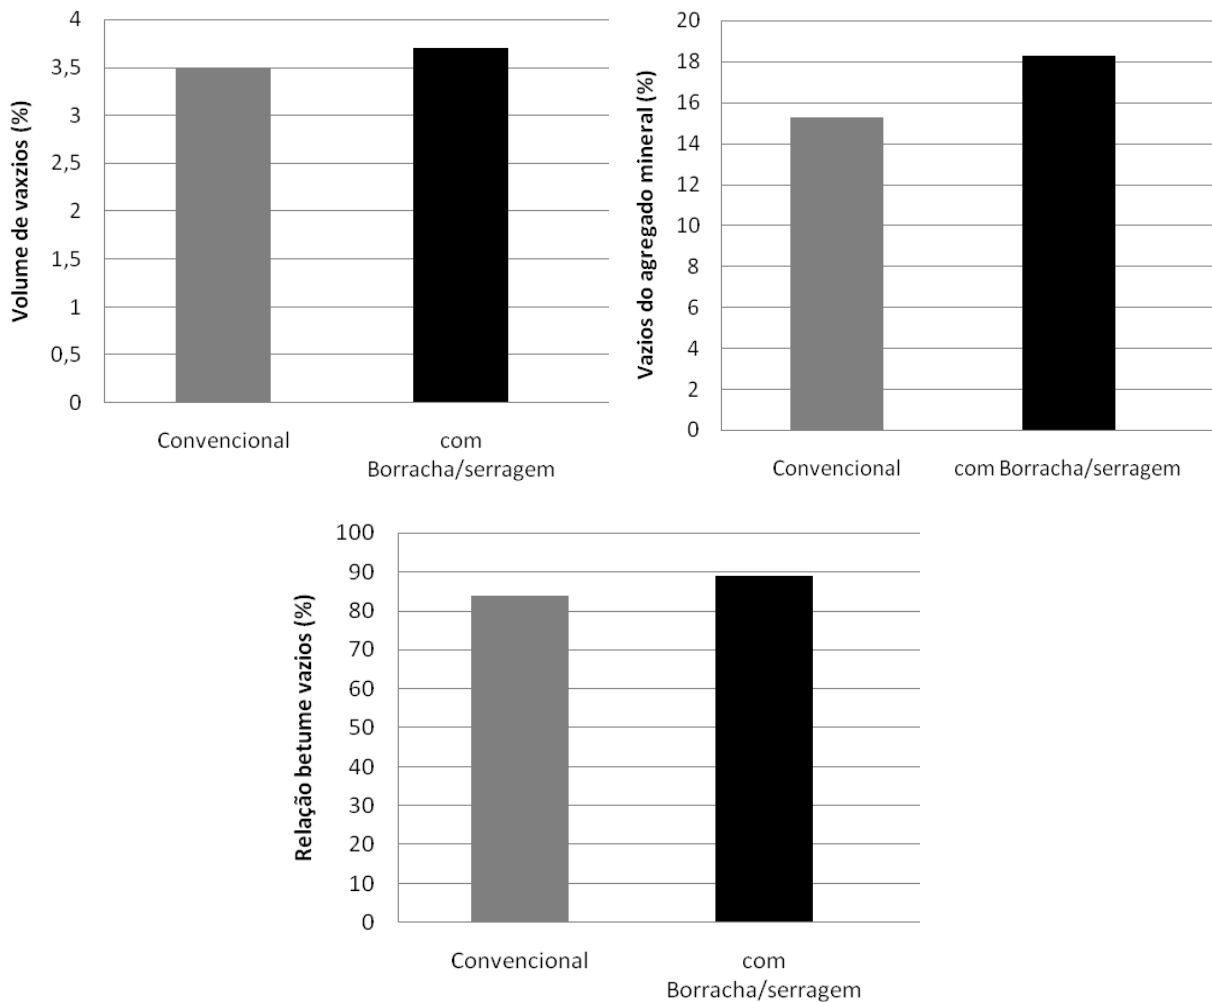 Volume de vaxzios (%)
4
3,5
3
2,5
2
1,5
1
0,5
0
Convencional
com
Borracha/serragem
Vazios do agregado mineral (%)
20
18
16
14
12
10
8
6
4
2
0
Convencional
com Borracha/serragem
Relação betume vazios (%)
100
90
80
70
60
50
40
30
20
10
0
Convencional
com
Borracha/serragem